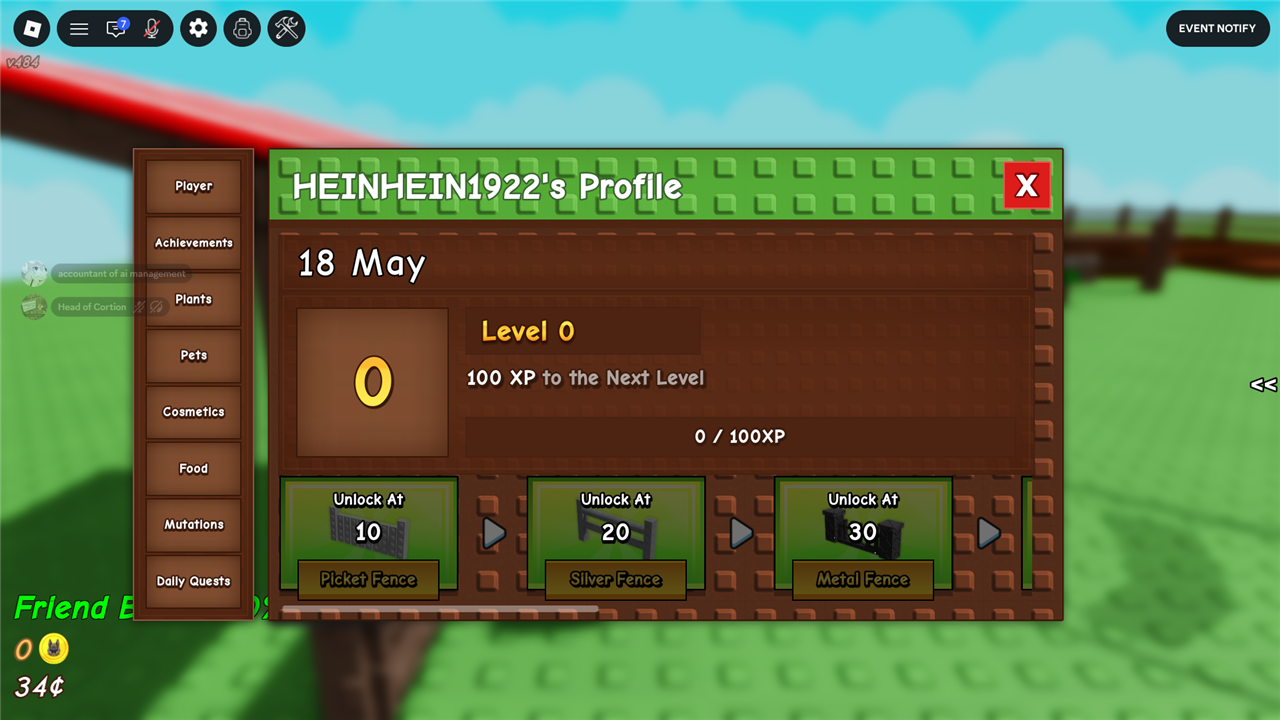 7
EVENT NOTIFY
v484
Player
Achievements
Plants
Pets
Cosmetics
Food
Mutations
Daily Quests
HEINHEIN1922's Profile
X
18 May
0
Level 0
100 XP to the Next Level
0 / 100XP
Unlock At
10
Picket Fence
Unlock At
20
Silver Fence
Unlock At
30
Metal Fence
accountant of ai management
Head of Cortion
<<
Friend B
0
34¢